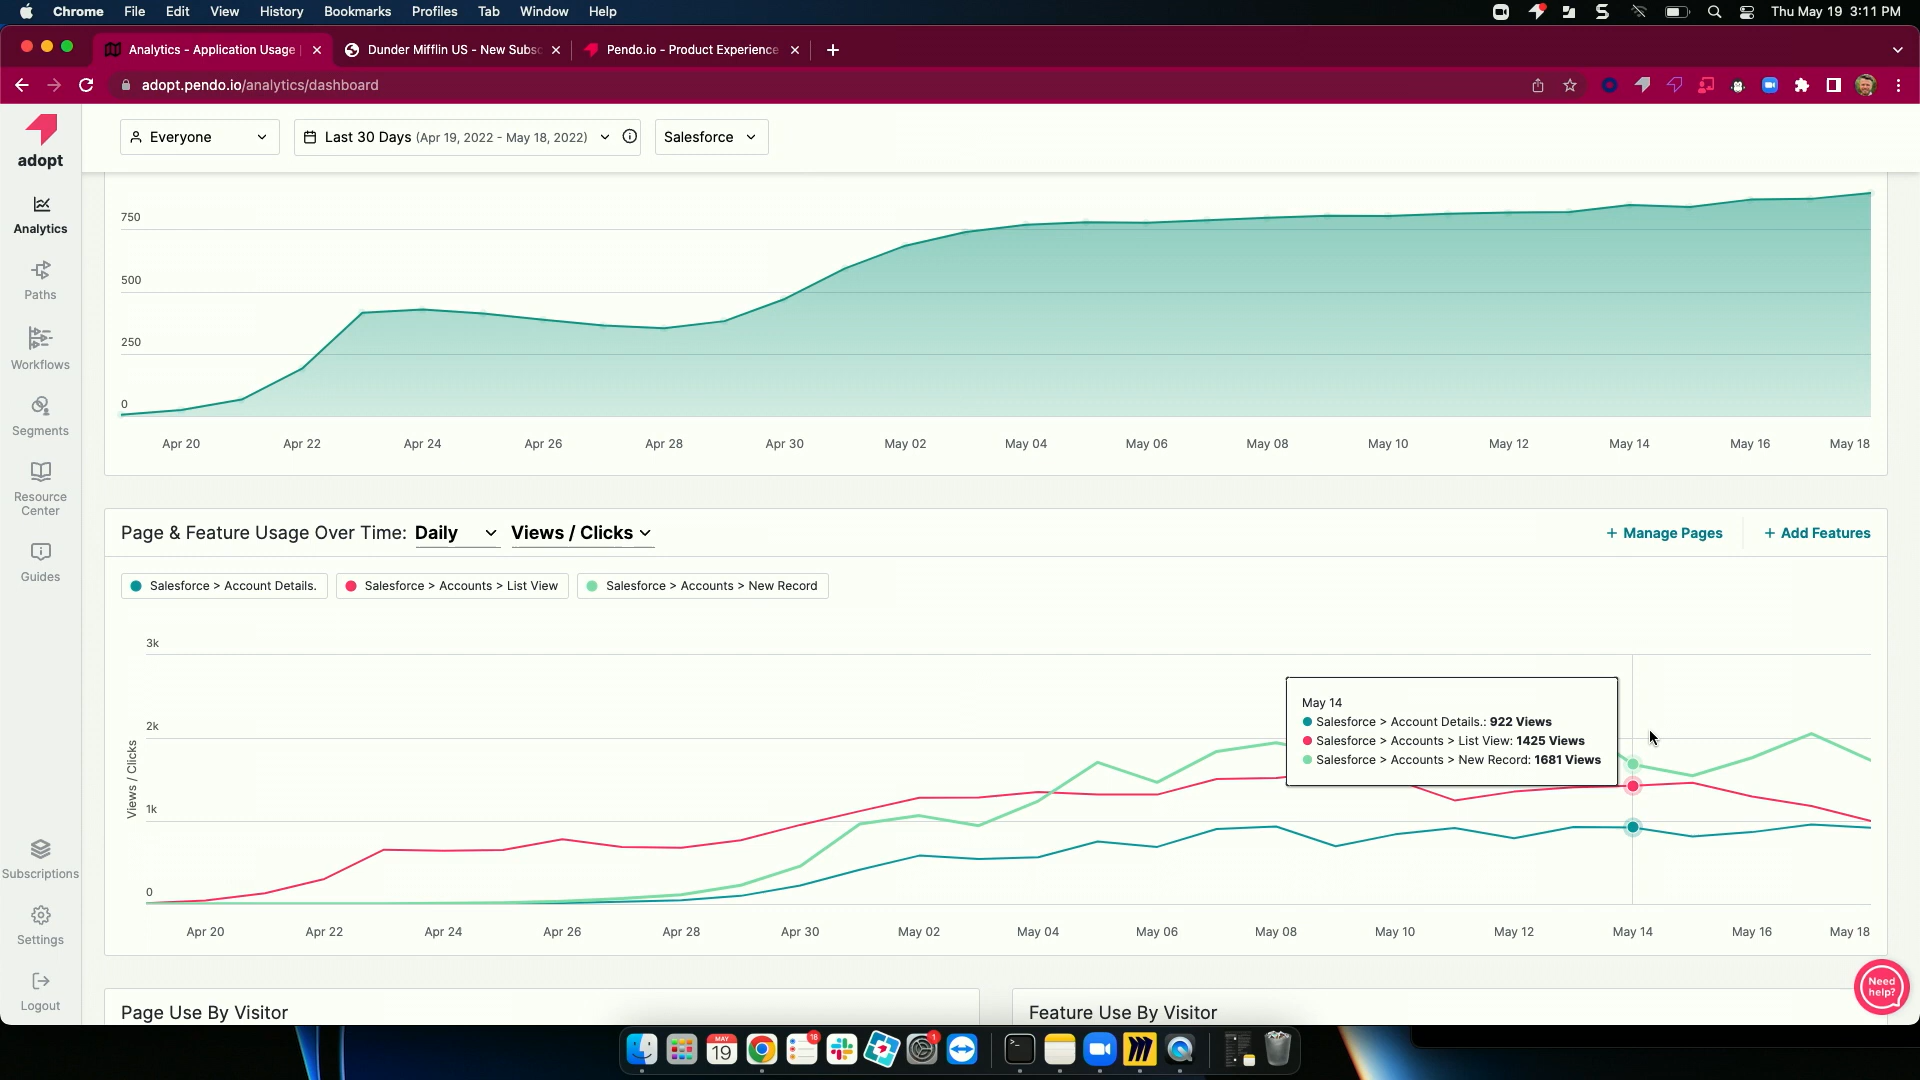 Chrome File Edit View History Bookmarks Profiles Tab Window Help Thu May 19 3:11 PM
Analytics - Application Usage Dunder Mifflin US - New Subsc Pendo.io - Product Experience
adopt.pendo.io/analytics/dashboard
adopt
Everyone
Last 30 Days (Apr 19, 2022 - May 18, 2022)
Salesforce
Analytics
Paths
Workflows
Segments
Resource
Center
Guides
Subscriptions
Settings
Logout
750
500
250
0
Apr 20 Apr 22 Apr 24 Apr 26 Apr 28 Apr 30 May 02 May 04 May 06 May 08 May 10 May 12 May 14 May 16 May 18
Page & Feature Usage Over Time: Daily Views / Clicks
+ Manage Pages + Add Features
Salesforce > Account Details. Salesforce > Accounts > List View Salesforce > Accounts > New Record
3k
2k
1k
0
Views / Clicks
May 14
Salesforce > Account Details.: 922 Views
Salesforce > Accounts > List View: 1425 Views
Salesforce > Accounts > New Record: 1681 Views
Apr 20 Apr 22 Apr 24 Apr 26 Apr 28 Apr 30 May 02 May 04 May 06 May 08 May 10 May 12 May 14 May 16 May 18
Need
help?
Page Use By Visitor
Feature Use By Visitor
MAY
19
18
1